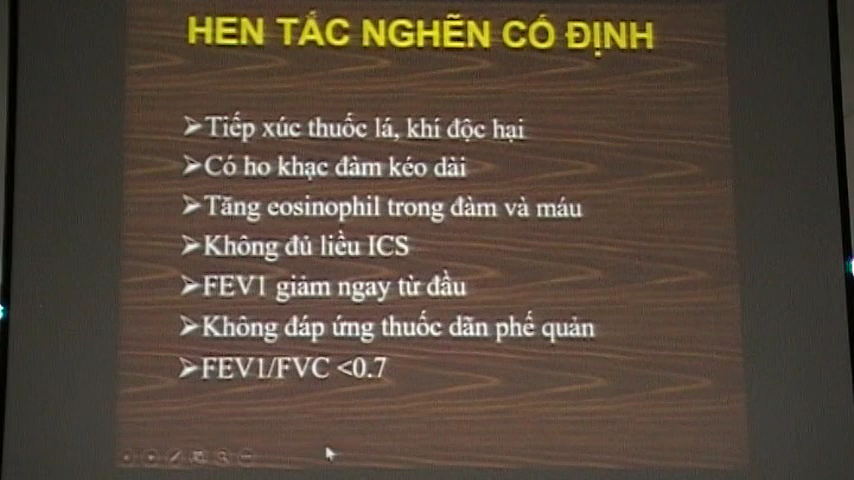 HEN TẮC NGHẼN CÓ ĐỊNH
➢Tiếp xúc thuốc lá, khí độc hại
➢Có ho khạc đàm kéo dài
➢Tăng eosinophil trong đàm và máu
➢Không đủ liều ICS
➢FEV1 giảm ngay từ đầu
➢Không đáp ứng thuốc dãn phế quản
➢FEV1/FVC <0.7